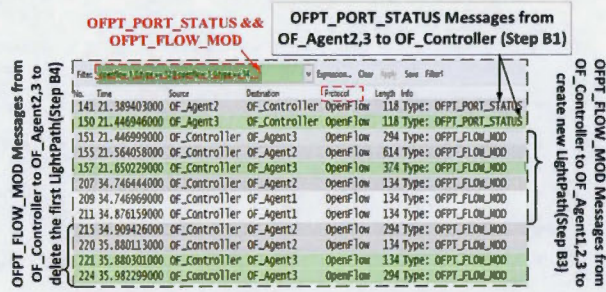 OFPT_PORT_STATUS &&
OFPT_FLOW_MOD
OFPT_PORT_STATUS Messages from
OF_Agent2,3 to OF_Controller (Step B1)
Filter:
Expression... Clear Apply Save Filter1
No. Time Source Destination Protocol Length Info
141 21.389403000 OF_Agent2 OF_Controller OpenFlow 118 Type: OFPT_PORT_STATUS
150 21.446946000 OF_Agent3 OF_Controller OpenFlow 118 Type: OFPT_PORT_STATUS
151 21.446999000 OF_Controller OF_Agent3 OpenFlow 294 Type: OFPT_FLOW_MOD
155 21.564058000 OF_Controller OF_Agent2 OpenFlow 614 Type: OFPT_FLOW_MOD
157 21.650229000 OF_Controller OF_Agent3 OpenFlow 374 Type: OFPT_FLOW_MOD
207 34.746444000 OF_Controller OF_Agent2 OpenFlow 134 Type: OFPT_FLOW_MOD
209 34.746969000 OF_Controller OF_Agent1 OpenFlow 134 Type: OFPT_FLOW_MOD
211 34.876159000 OF_Controller OF_Agent1 OpenFlow 134 Type: OFPT_FLOW_MOD
215 34.909426000 OF_Controller OF_Agent2 OpenFlow 294 Type: OFPT_FLOW_MOD
220 35.880113000 OF_Controller OF_Agent2 OpenFlow 134 Type: OFPT_FLOW_MOD
221 35.880301000 OF_Controller OF_Agent3 OpenFlow 134 Type: OFPT_FLOW_MOD
224 35.982299000 OF_Controller OF_Agent3 OpenFlow 294 Type: OFPT_FLOW_MOD
OFPT_FLOW_MOD Messages from
OF_Controller to OF_Agent2,3 to
delete the first LightPath(Step B4)
OFPT_FLOW_MOD Messages from
OF_Controller to OF_Agent1,2,3 to
create new LightPath(Step B3)